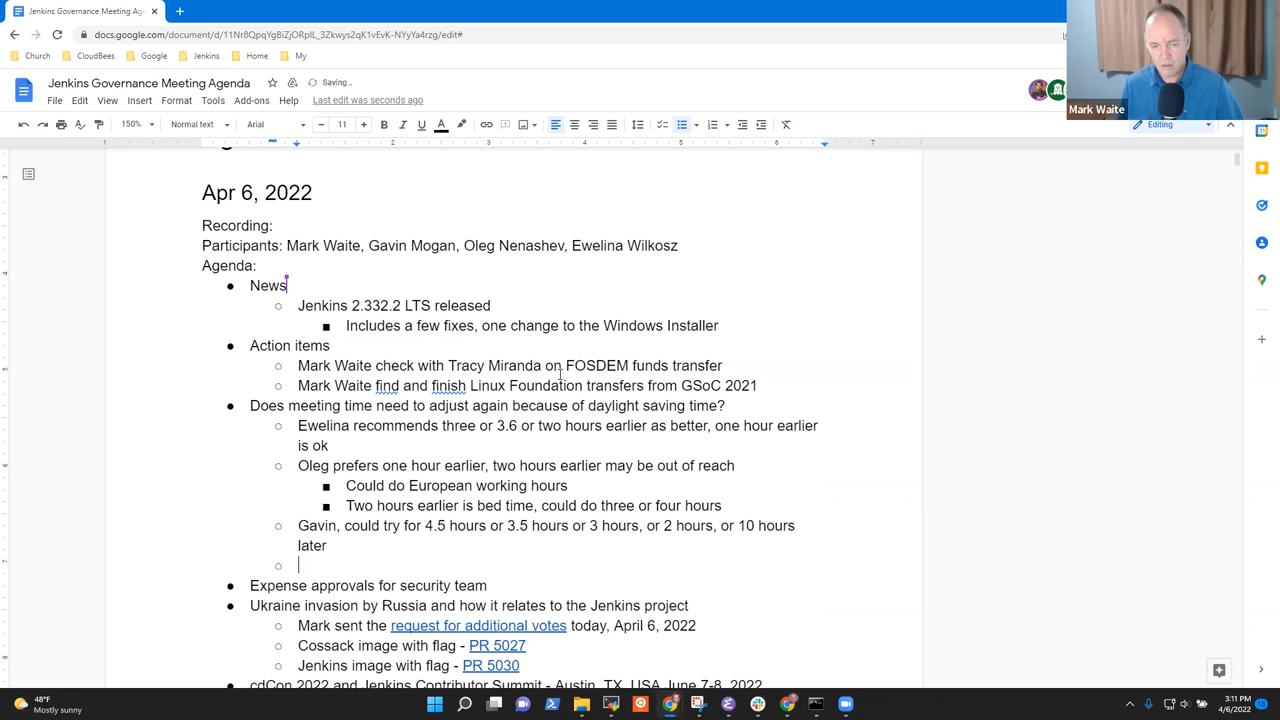 Jenkins Governance Meeting Ag
docs.google.com/document/d/11Nr8QpqYgBiZjORpIL_3Zkwys2qK1vEvK-NYyYa4rzg/edit#
Church
CloudBees
Google
Jenkins
Home
My
Jenkins Governance Meeting Agenda
Saving...
File Edit View Insert Format Tools Add-ons Help Last edit was seconds ago
Mark Waite
150% Normal text Arial 11 B I U A
Editing
1 2 3 4 5 6 7
Apr 6, 2022
Recording:
Participants: Mark Waite, Gavin Mogan, Oleg Nenashev, Ewelina Wilkosz
Agenda:
● News
○ Jenkins 2.332.2 LTS released
■ Includes a few fixes, one change to the Windows Installer
● Action items
○ Mark Waite check with Tracy Miranda on FOSDEM funds transfer
○ Mark Waite find and finish Linux Foundation transfers from GSoC 2021
● Does meeting time need to adjust again because of daylight saving time?
○ Ewelina recommends three or 3.6 or two hours earlier as better, one hour earlier
is ok
○ Oleg prefers one hour earlier, two hours earlier may be out of reach
■ Could do European working hours
■ Two hours earlier is bed time, could do three or four hours
○ Gavin, could try for 4.5 hours or 3.5 hours or 3 hours, or 2 hours, or 10 hours
later
○
● Expense approvals for security team
● Ukraine invasion by Russia and how it relates to the Jenkins project
○ Mark sent the request for additional votes today, April 6, 2022
○ Cossack image with flag - PR 5027
○ Jenkins image with flag - PR 5030
● cdCon 2022 and Jenkins Contributor Summit - Austin, TX, USA June 7-8, 2022
48°F
Mostly sunny
3:11 PM
4/6/2022